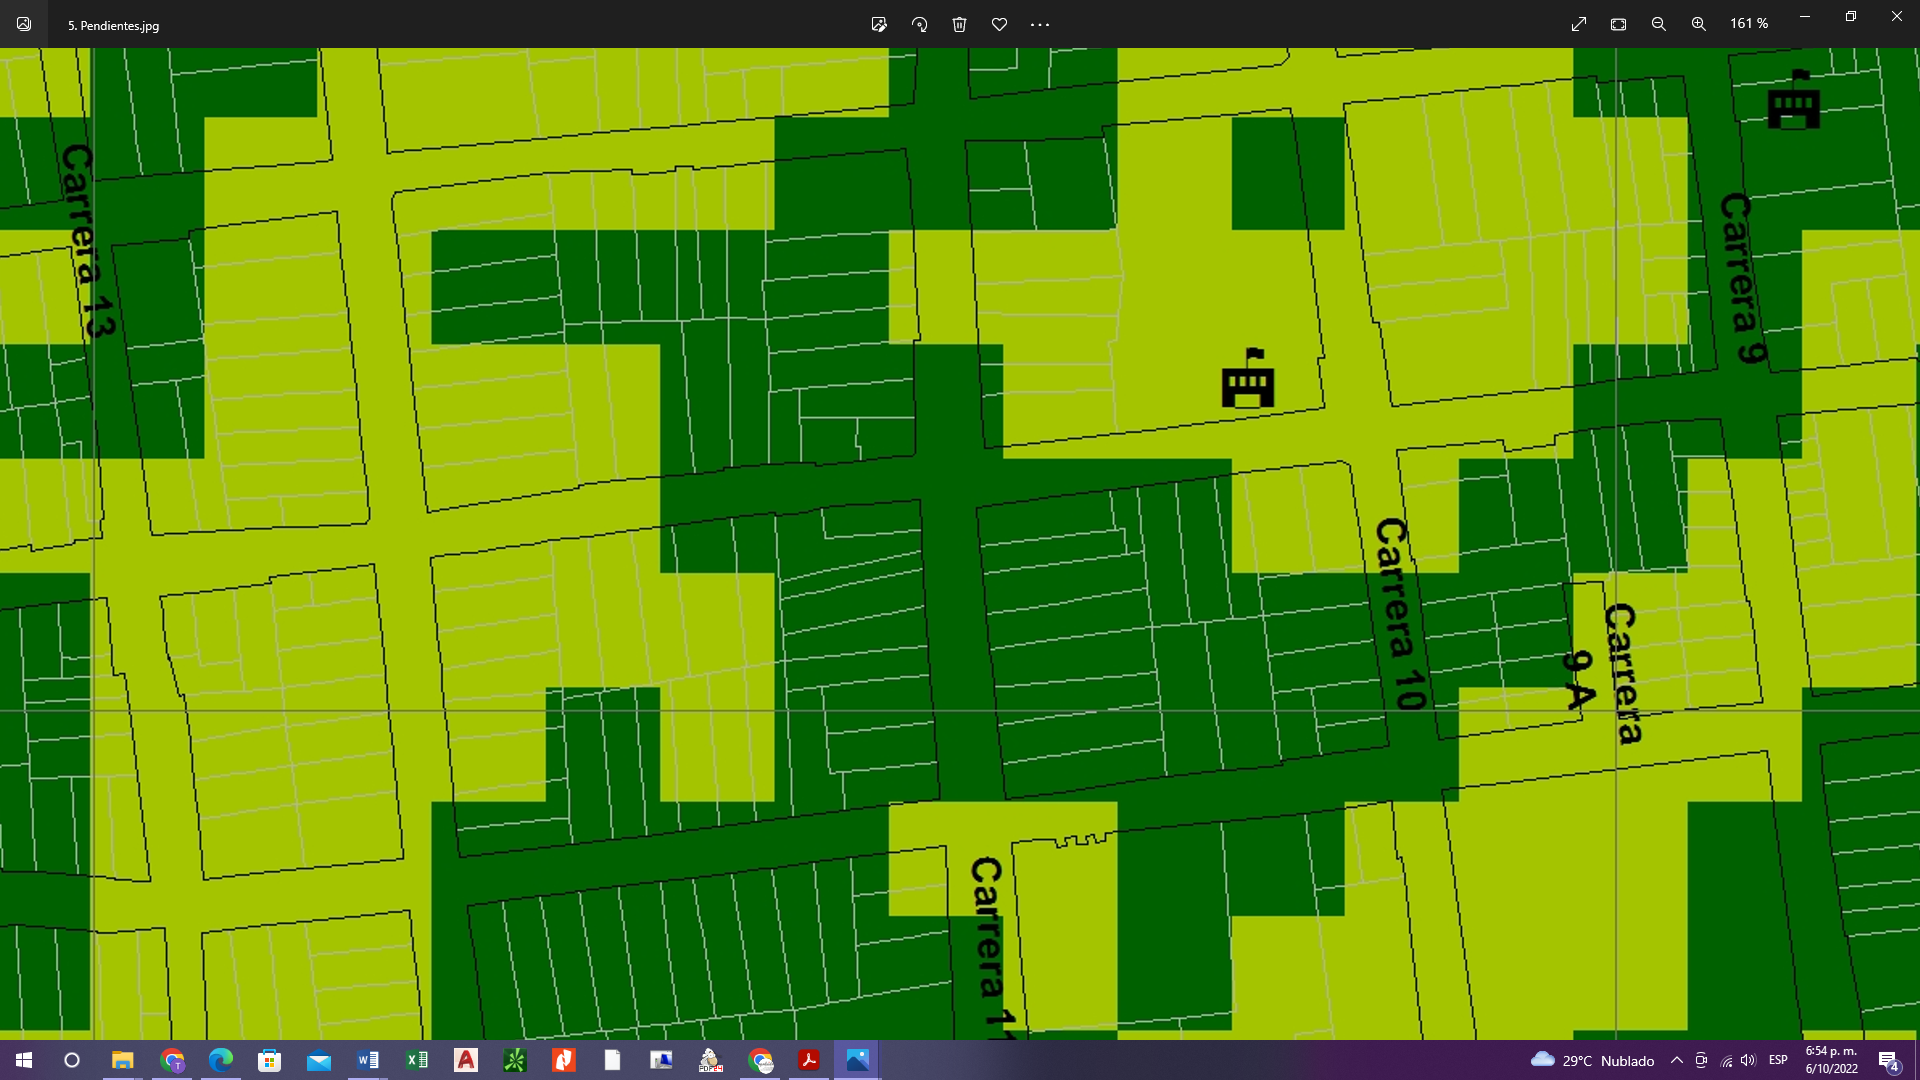 5. Pendientes.jpg
161 %
Carrera 13
Carrera 9
Carrera 10
Carrera
9 A
Carrera 11
29°C Nublado
ESP
6:54 p. m.
6/10/2022
4